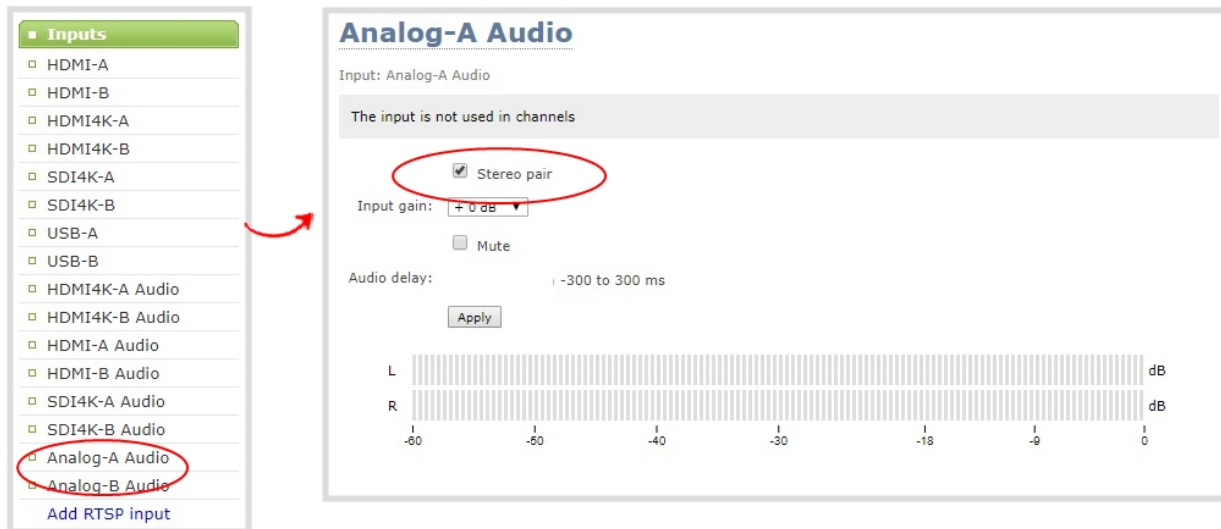 Inputs
HDMI-A
HDMI-B
HDMI4K-A
HDMI4K-B
SDI4K-A
SDI4K-B
USB-A
USB-B
HDMI4K-A Audio
HDMI4K-B Audio
HDMI-A Audio
HDMI-B Audio
SDI4K-A Audio
SDI4K-B Audio
Analog-A Audio
Analog-B Audio
Add RTSP input
Analog-A Audio
Input: Analog-A Audio
The input is not used in channels
Stereo pair
Input gain: + 0 dB
Mute
Audio delay: -300 to 300 ms
Apply
L dB
R dB
-60 -50 -40 -30 -18 -9 0